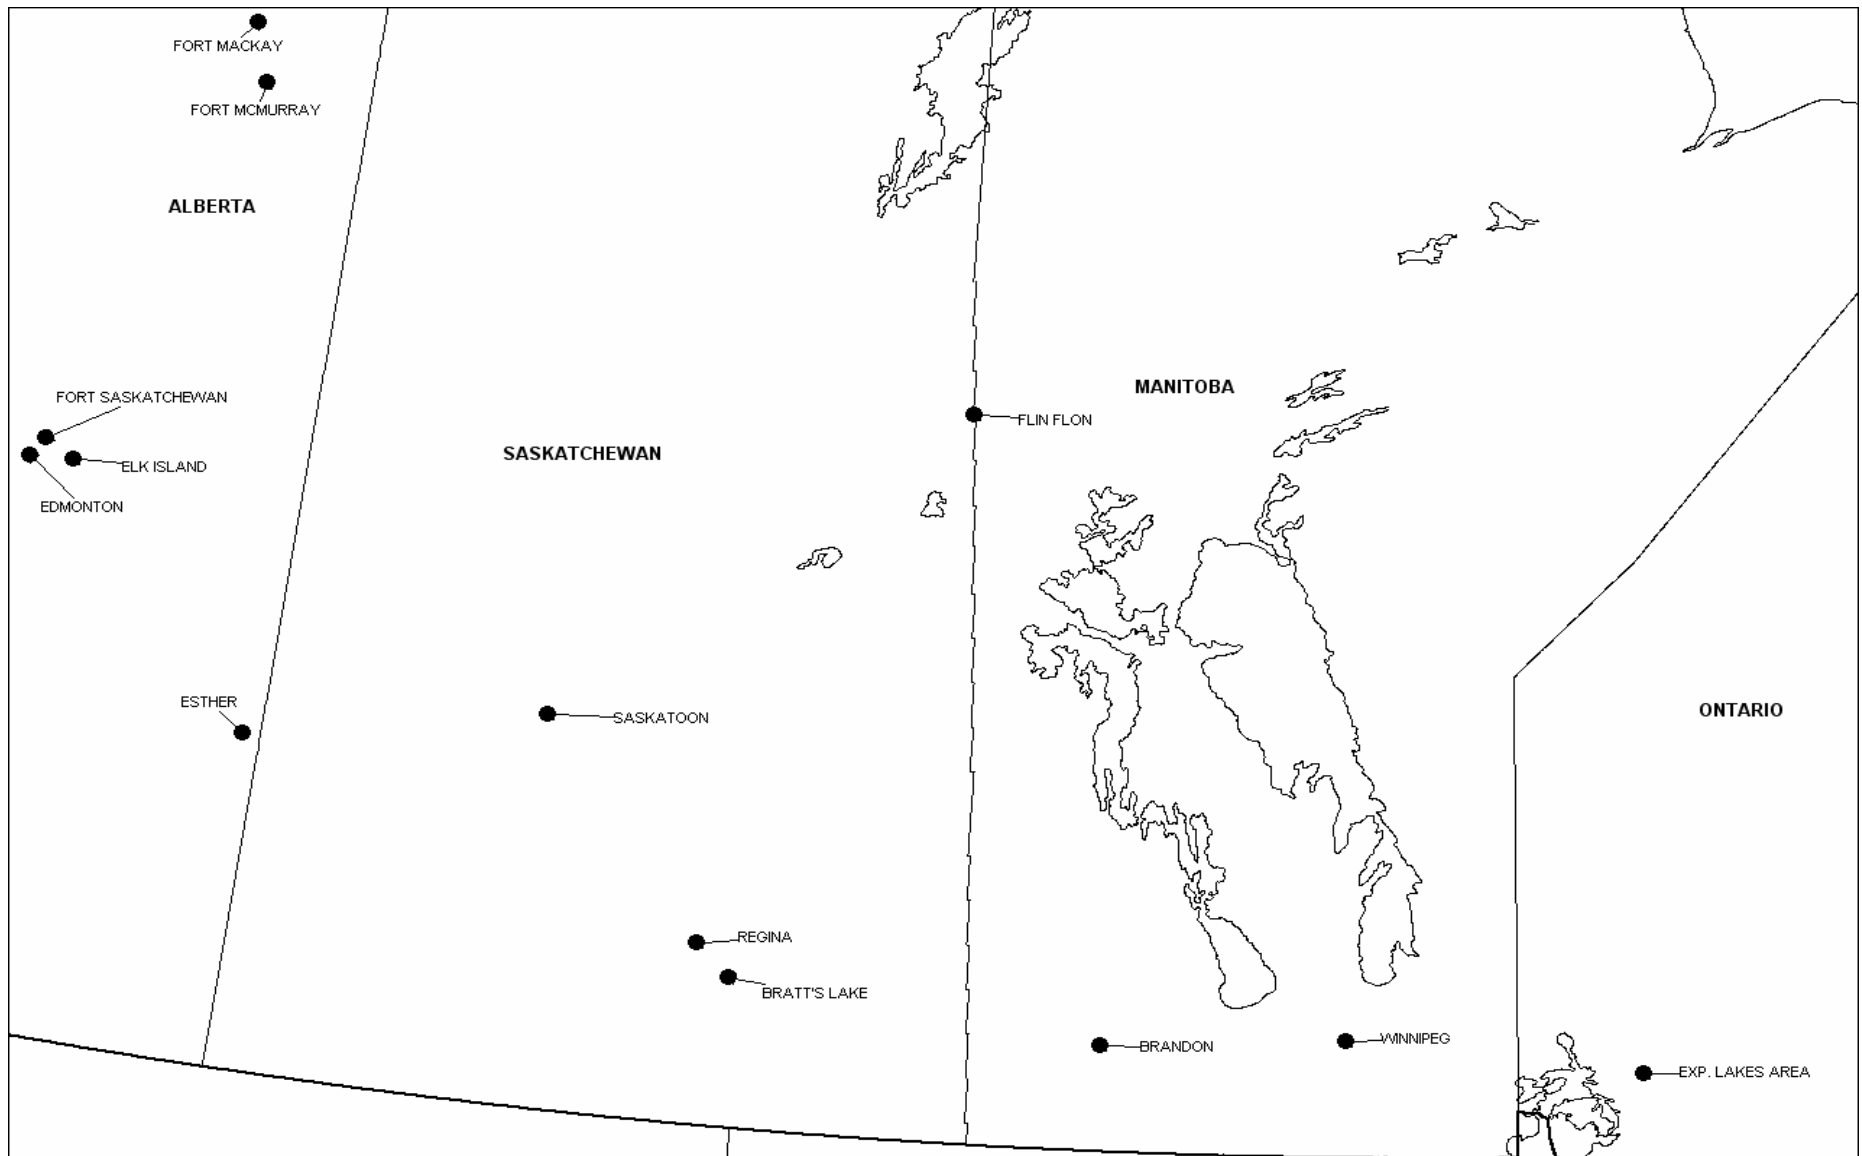 FORT MACKAY
FORT MCMURRAY
ALBERTA
MANITOBA
FORT SASKATCHEWAN
FLIN FLON
SASKATCHEWAN
ELK ISLAND
EDMONTON
ESTHER
ONTARIO
SASKATOON
REGINA
BRATT'S LAKE
WINNIPEG
BRANDON
EXP. LAKES AREA